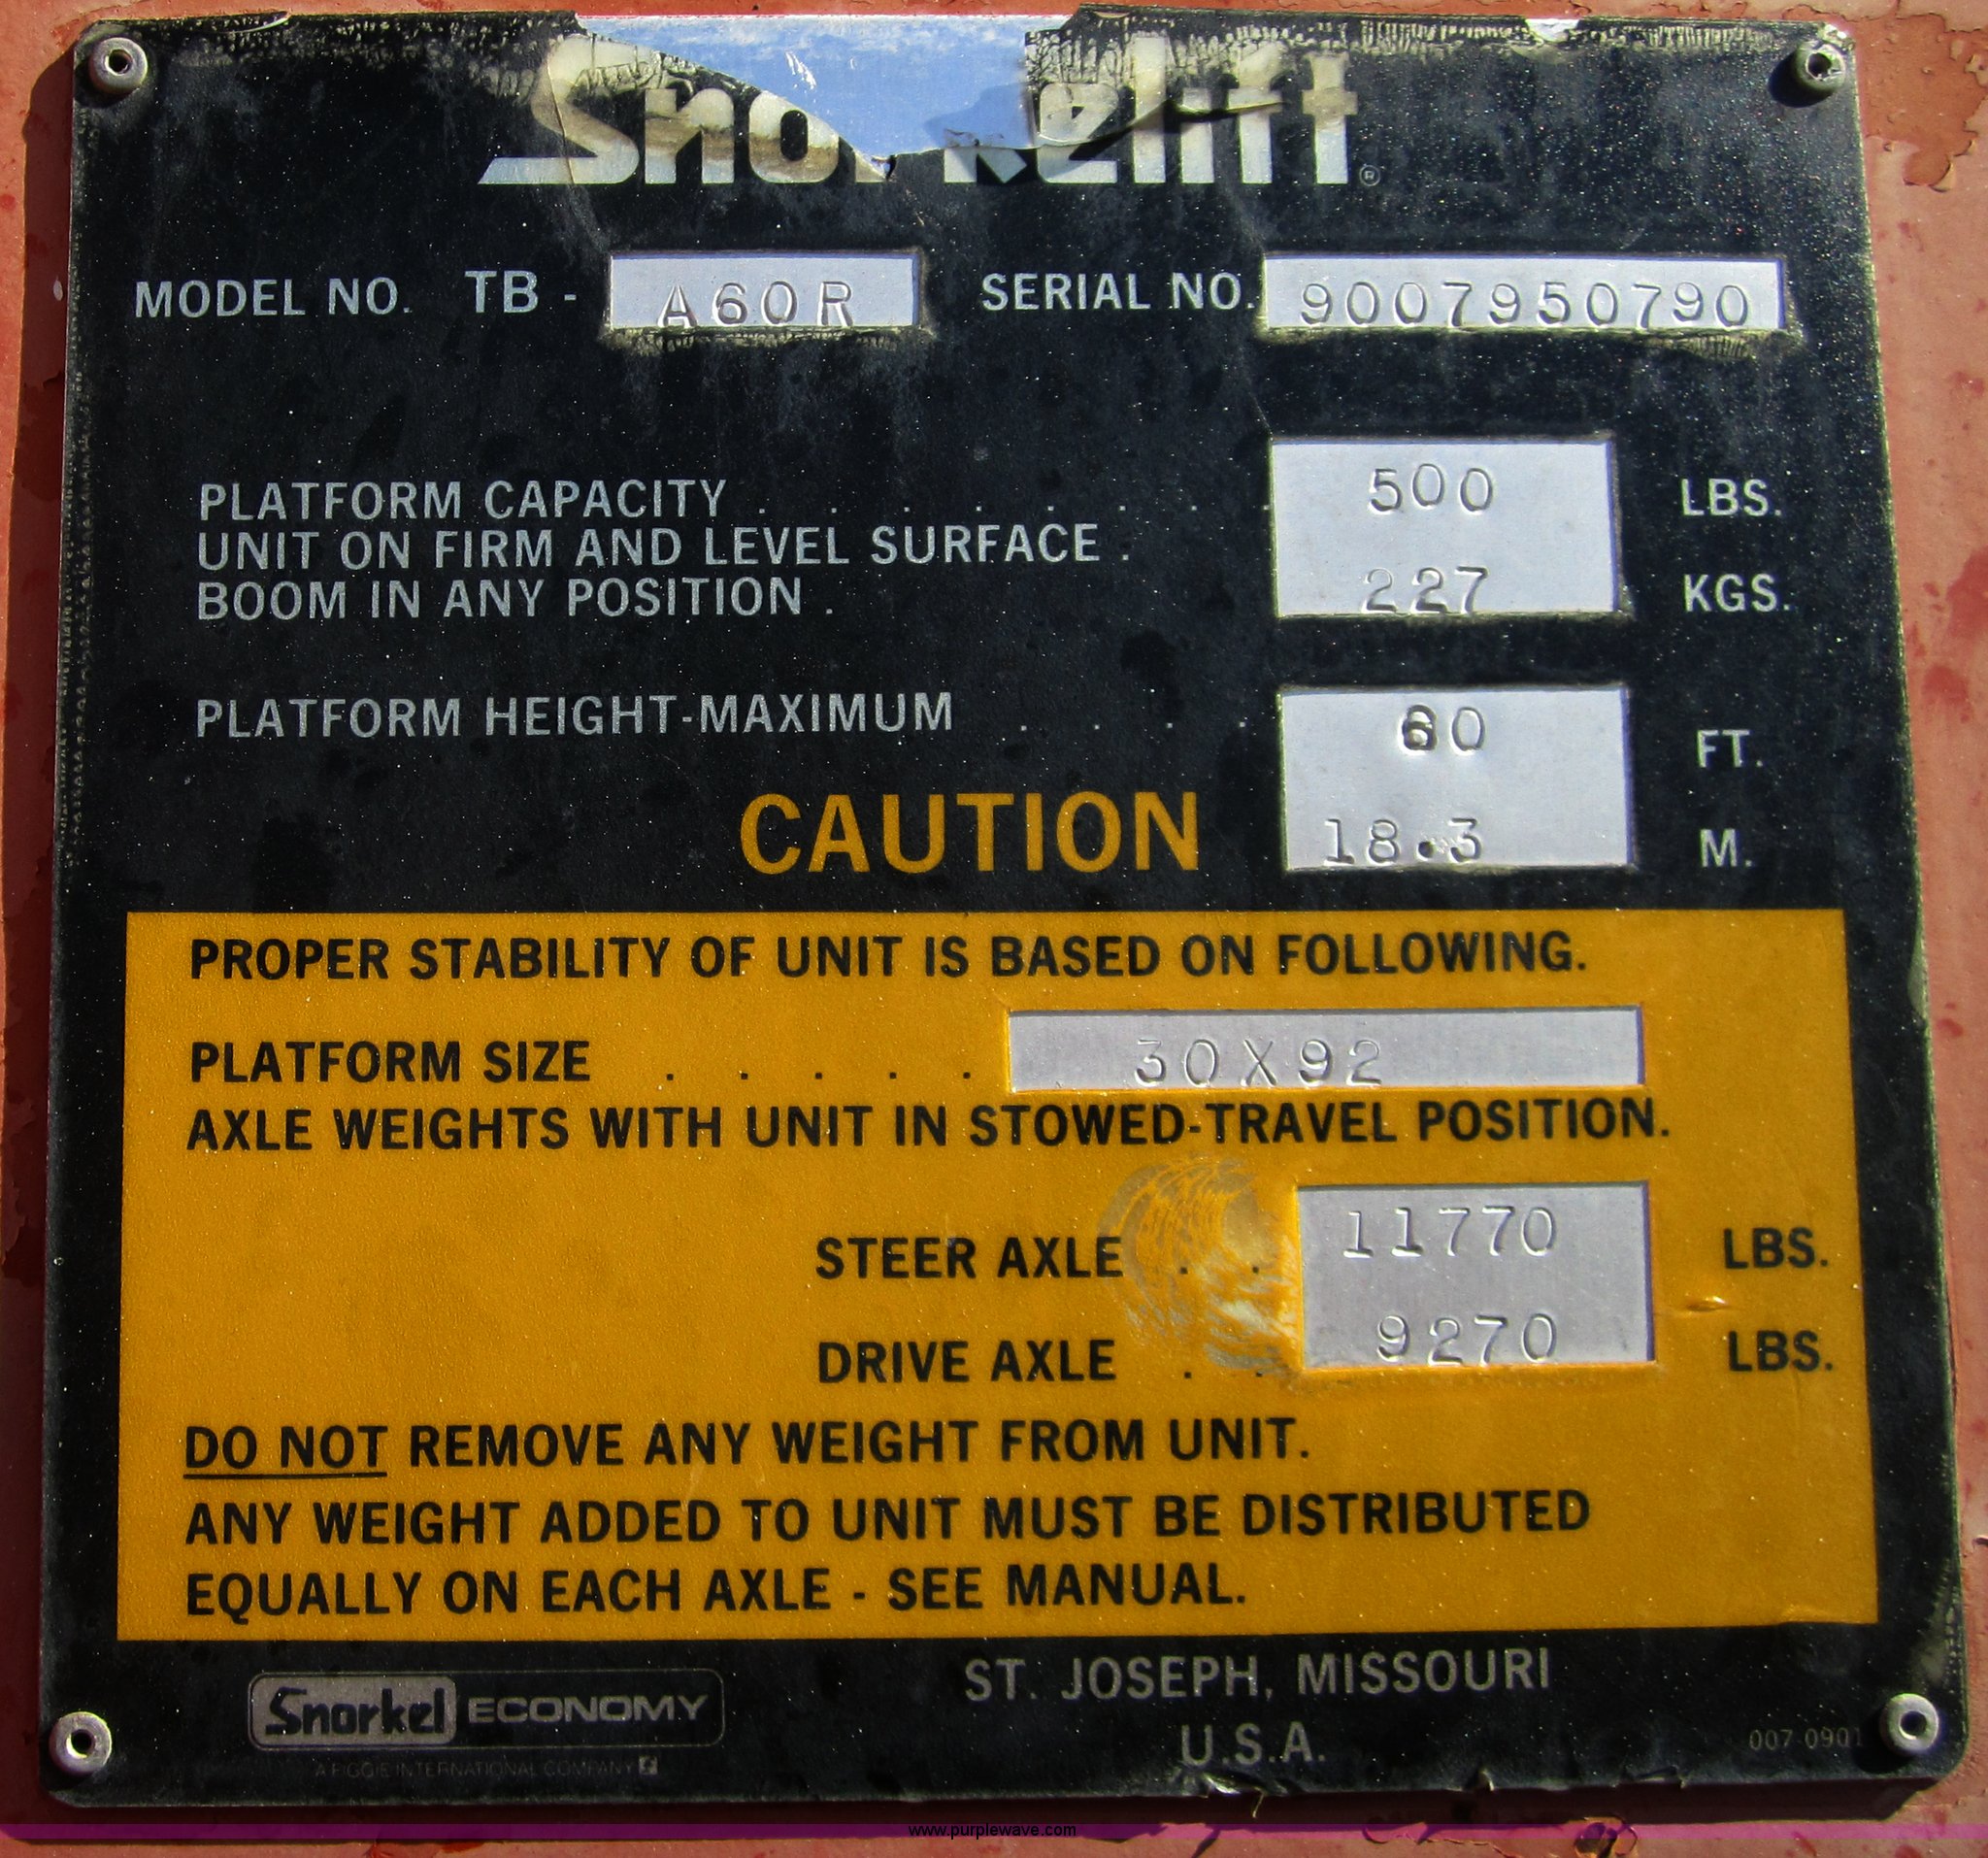 Snorkelift®
MODEL NO. TB - A60R SERIAL NO. 9007950790
PLATFORM CAPACITY . . . . . . . . 500 LBS.
UNIT ON FIRM AND LEVEL SURFACE .
BOOM IN ANY POSITION . 227 KGS.
PLATFORM HEIGHT-MAXIMUM . . . . 60 FT.
CAUTION 18.3 M.
PROPER STABILITY OF UNIT IS BASED ON FOLLOWING.
PLATFORM SIZE . . . . . 30X92
AXLE WEIGHTS WITH UNIT IN STOWED-TRAVEL POSITION.
STEER AXLE . . 11770 LBS.
DRIVE AXLE . . 9270 LBS.
DO NOT REMOVE ANY WEIGHT FROM UNIT.
ANY WEIGHT ADDED TO UNIT MUST BE DISTRIBUTED
EQUALLY ON EACH AXLE - SEE MANUAL.
Snorkel ECONOMY
A FIGGIE INTERNATIONAL COMPANY
ST. JOSEPH, MISSOURI
U.S.A.
007 0901
www.purplewave.com